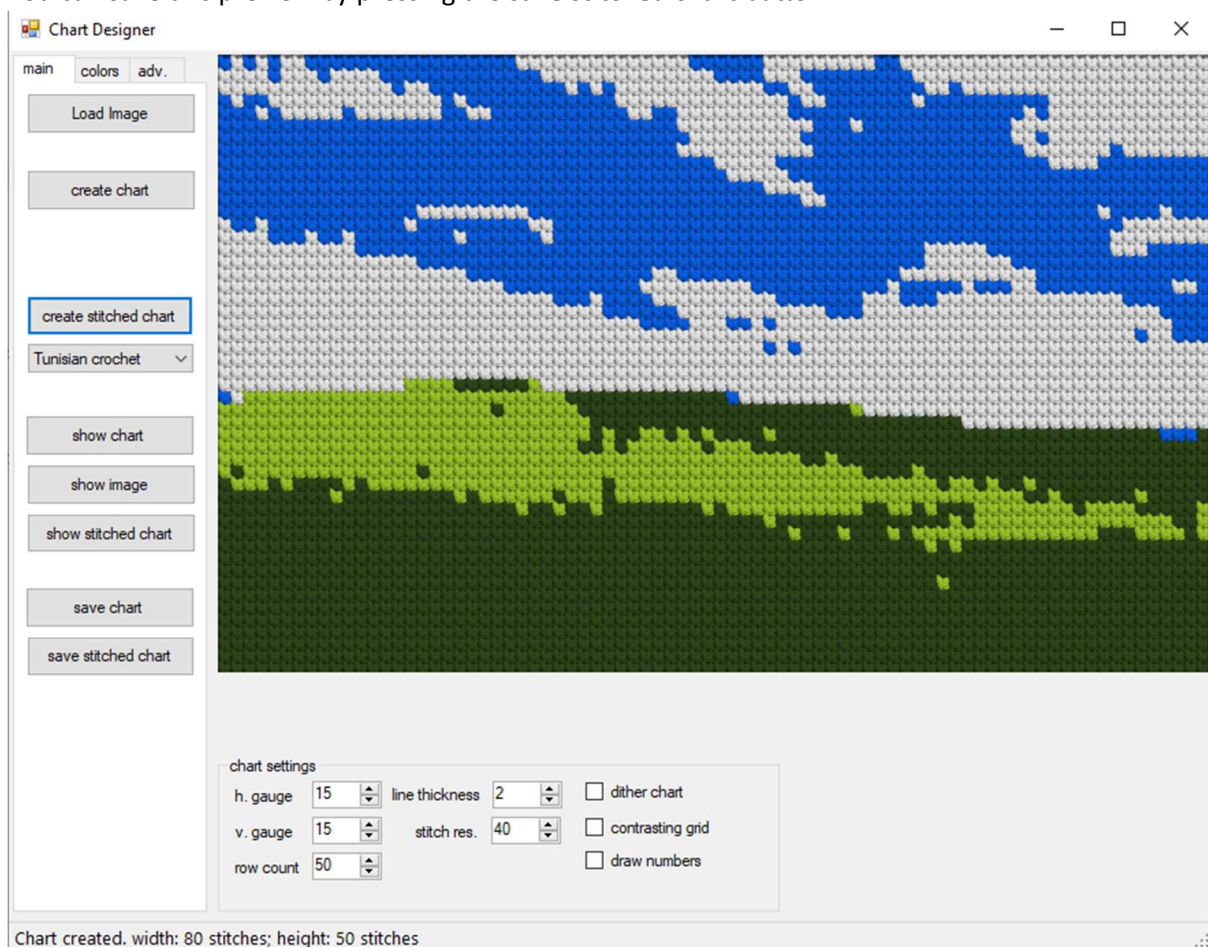 Chart Designer
main colors adv.
Load Image
create chart
create stitched chart
Tunisian crochet
show chart
show image
show stitched chart
save chart
save stitched chart
chart settings
h. gauge 15 line thickness 2 dither chart
v. gauge 15 stitch res. 40 contrasting grid
row count 50 draw numbers
Chart created. width: 80 stitches; height: 50 stitches